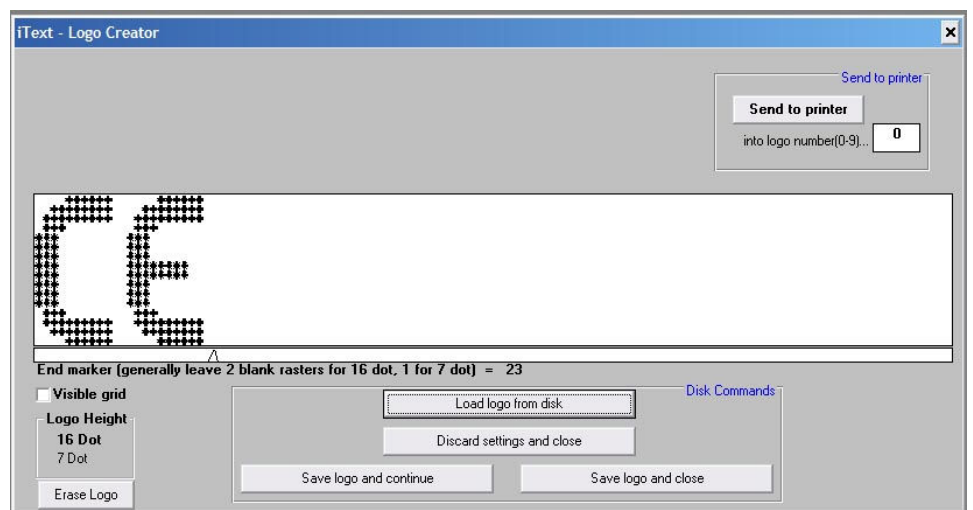 iText - Logo Creator
Send to printer
Send to printer
into logo number(0-9)... 0
CE
End marker (generally leave 2 blank rasters for 16 dot, 1 for 7 dot) = 23
Visible grid
Disk Commands
Load logo from disk
Logo Height
16 Dot
7 Dot
Discard settings and close
Save logo and continue
Save logo and close
Erase Logo